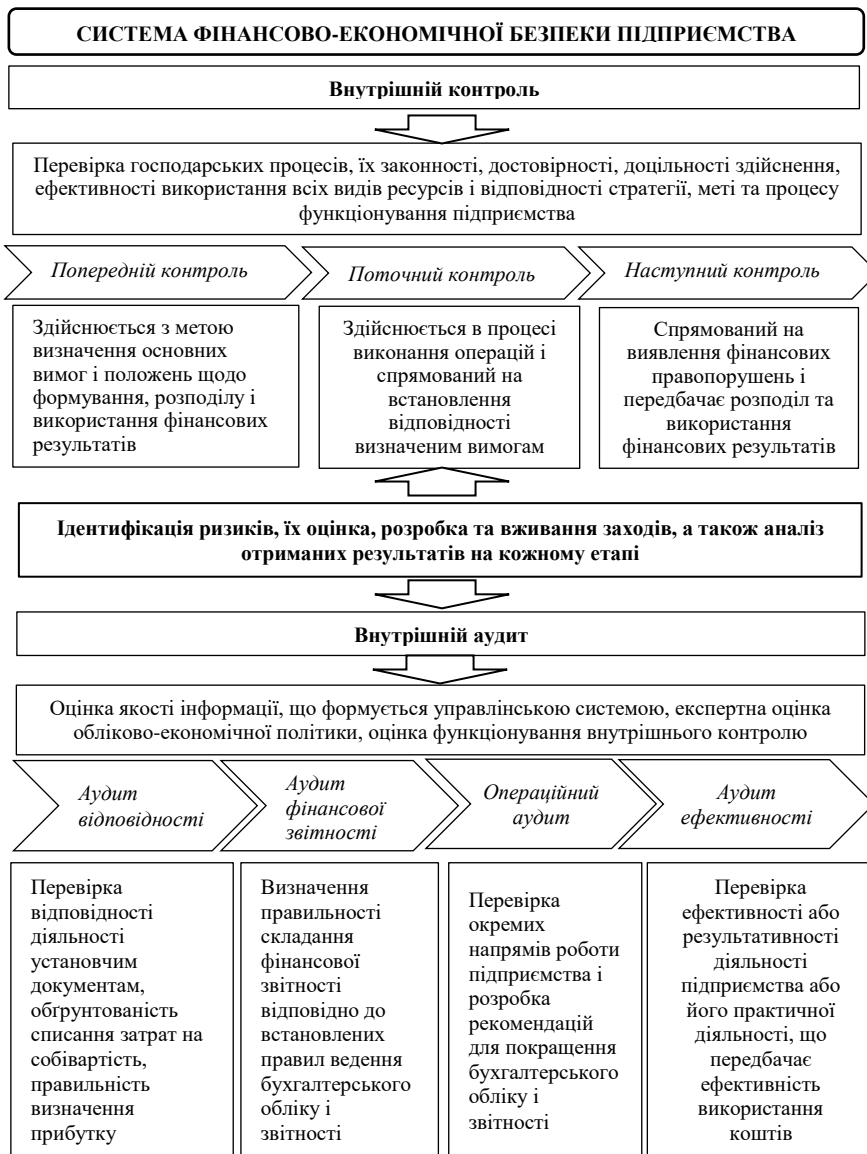 СИСТЕМА ФІНАНСОВО-ЕКОНОМІЧНОЇ БЕЗПЕКИ ПІДПРИЄМСТВА
Внутрішній контроль
Перевірка господарських процесів, їх законності, достовірності, доцільності здійснення,
ефективності використання всіх видів ресурсів і відповідності стратегії, меті та процесу
функціонування підприємства
Попередній контроль
Поточний контроль
Наступний контроль
Здійснюється з метою
визначення основних
вимог і положень щодо
формування, розподілу і
використання фінансових
результатів
Здійснюється в процесі
виконання операцій і
спрямований на
встановлення
відповідності
визначеним вимогам
Спрямований на
виявлення фінансових
правопорушень і
передбачає розподіл та
використання
фінансових результатів
Ідентифікація ризиків, їх оцінка, розробка та вживання заходів, а також аналіз
отриманих результатів на кожному етапі
Внутрішній аудит
Оцінка якості інформації, що формується управлінською системою, експертна оцінка
обліково-економічної політики, оцінка функціонування внутрішнього контролю
Аудит
відповідності
Аудит
фінансової
звітності
Операційний
аудит
Аудит
ефективності
Перевірка
відповідності
діяльності
установчим
документам,
обґрунтованість
списання затрат на
собівартість,
правильність
визначення
прибутку
Визначення
правильності
складання
фінансової
звітності
відповідно до
встановлених
правил ведення
бухгалтерського
обліку і
звітності
Перевірка
окремих
напрямів роботи
підприємства і
розробка
рекомендацій
для покращення
бухгалтерського
обліку і
звітності
Перевірка
ефективності або
результативності
діяльності
підприємства або
його практичної
діяльності, що
передбачає
ефективність
використання
коштів